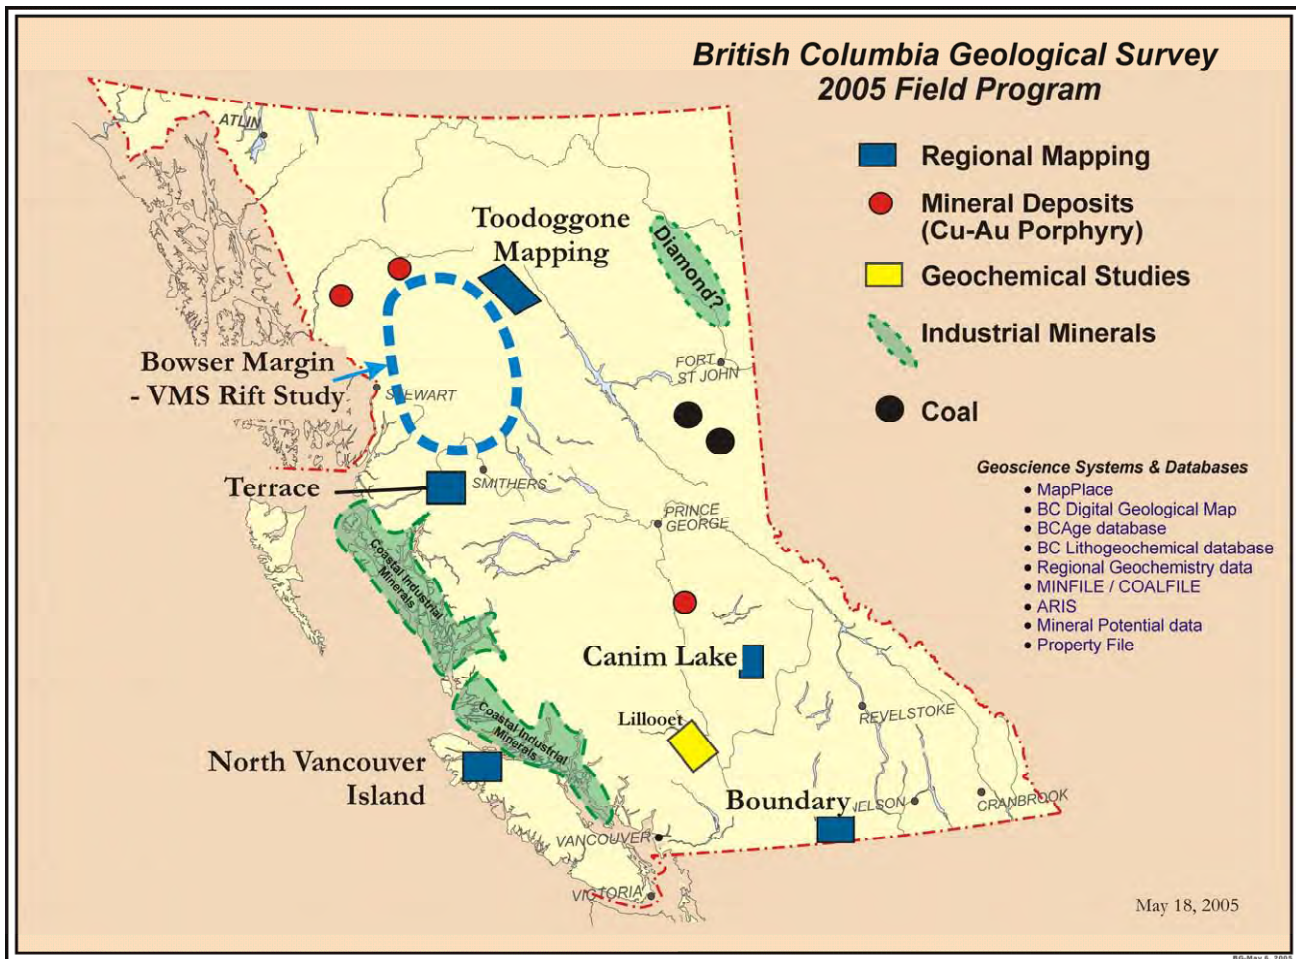 British Columbia Geological Survey
2005 Field Program
Regional Mapping
Mineral Deposits
(Cu-Au Porphyry)
Geochemical Studies
Industrial Minerals
Coal
Geoscience Systems & Databases
• MapPlace
• BC Digital Geological Map
• BCAge database
• BC Lithogeochemical database
• Regional Geochemistry data
• MINFILE / COALFILE
• ARIS
• Mineral Potential data
• Property File
ATLIN
Toodoggone
Mapping
Diamond?
Bowser Margin
- VMS Rift Study
STEWART
FORT
ST JOHN
Terrace
SMITHERS
PRINCE
GEORGE
Coastal Industrial
Minerals
Canim Lake
Lillooet
REVELSTOKE
Coastal Industrial
Minerals
North Vancouver
Island
Boundary
NELSON
CRANBROOK
VANCOUVER
VICTORIA
May 18, 2005
BG-May 6, 2005